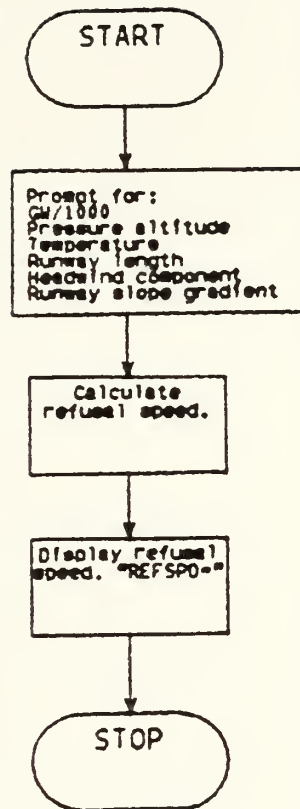 START
Prompt for:
GW/1000
Pressure altitude
Temperature
Runway length
Headwind component
Runway slope gradient
Calculate
refusal speed.
Display refusal
speed. "REFSPD="
STOP